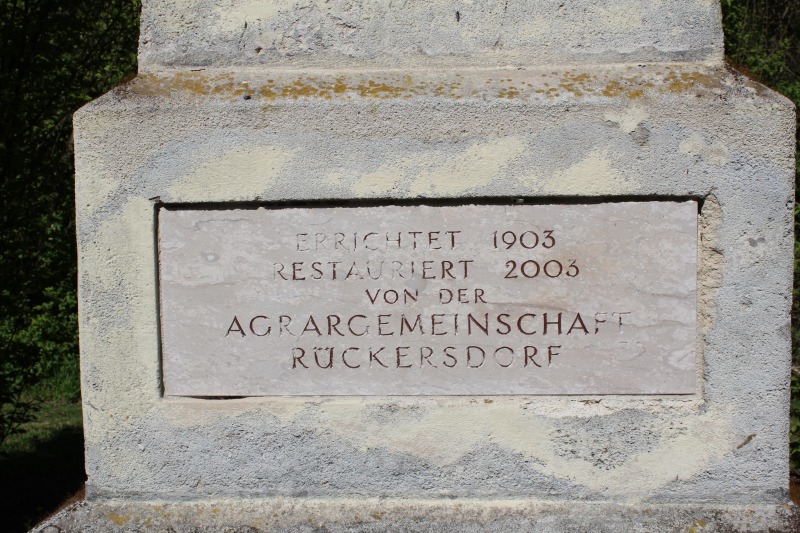 ERRICHTET 1903
RESTAURIERT 2003
VON DER
AGRARGEMEINSCHAFT
RÜCKERSDORF